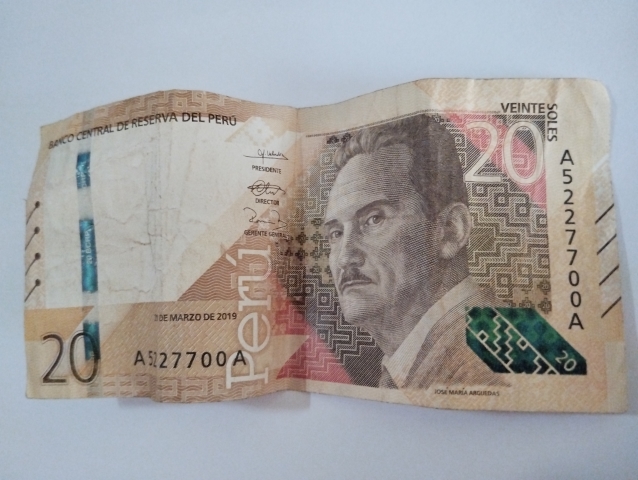 BANCO CENTRAL DE RESERVA DEL PERÚ
VEINTE
SOLES
20
PRESIDENTE
DIRECTOR
GERENTE GENERAL
A5227700A
Perú
DE MARZO DE 2019
20
A5227700A
20
JOSÉ MARÍA ARGUEDAS